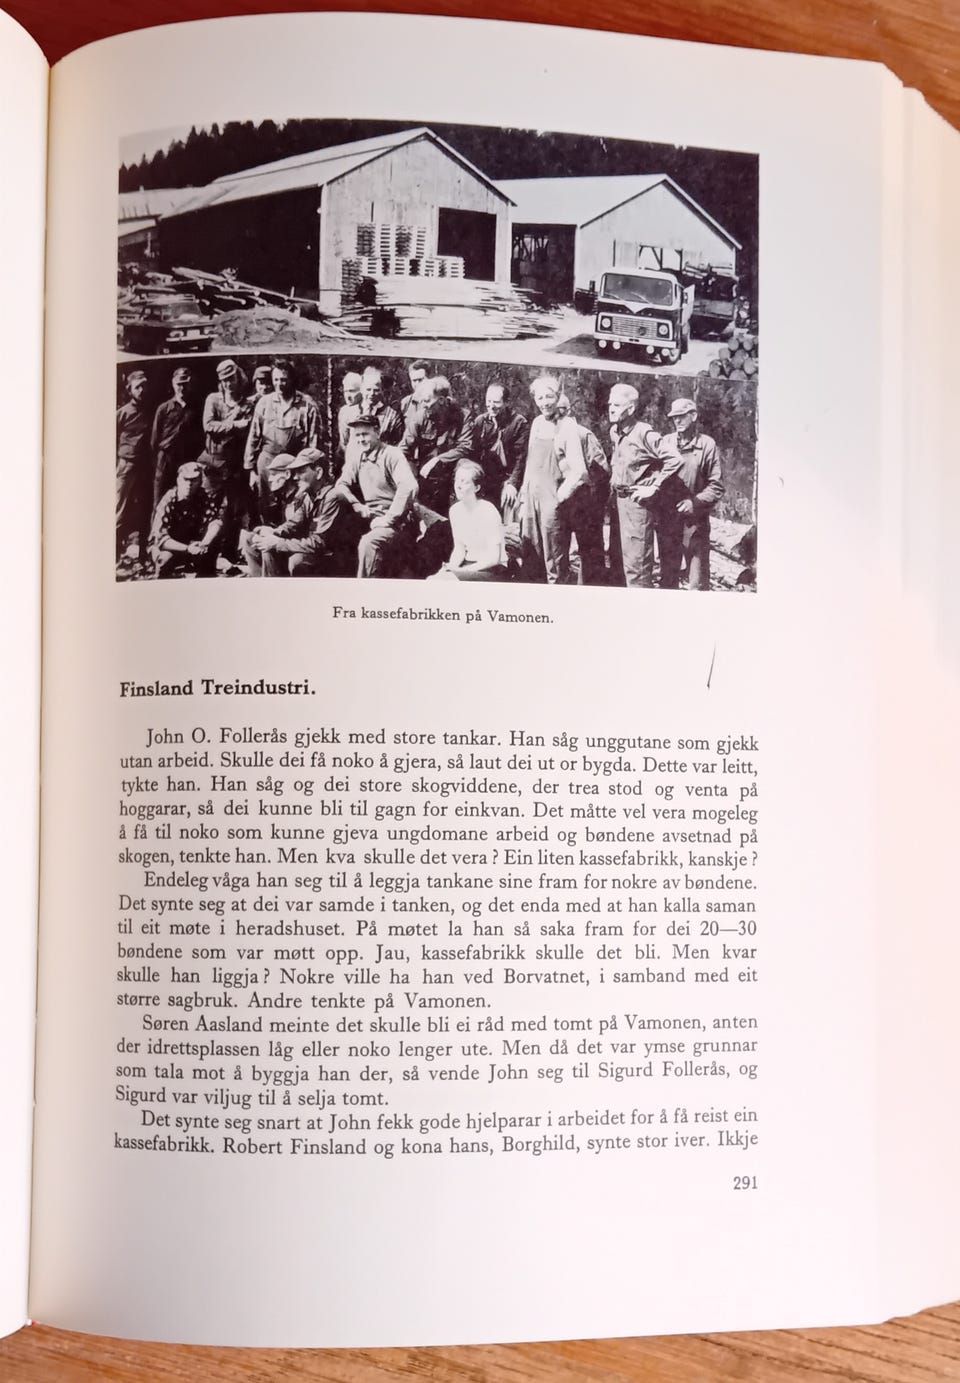 Fra kassefabrikken på Vamonen.
Finsland Treindustri.
John O. Follerås gjekk med store tankar. Han såg unggutane som gjekk
utan arbeid. Skulle dei få noko å gjera, så laut dei ut or bygda. Dette var leitt,
tykte han. Han såg og dei store skogviddene, der trea stod og venta på
hoggarar, så dei kunne bli til gagn for einkvan. Det måtte vel vera mogeleg
å få til noko som kunne gjeva ungdomane arbeid og bøndene avsetnad på
skogen, tenkte han. Men kva skulle det vera ? Ein liten kassefabrikk, kanskje ?
Endeleg våga han seg til å leggja tankane sine fram for nokre av bøndene.
Det synte seg at dei var samde i tanken, og det enda med at han kalla saman
til eit møte i heradshuset. På møtet la han så saka fram for dei 20—30
bøndene som var møtt opp. Jau, kassefabrikk skulle det bli. Men kvar
skulle han liggja ? Nokre ville ha han ved Borvatnet, i samband med eit
større sagbruk. Andre tenkte på Vamonen.
Søren Aasland meinte det skulle bli ei råd med tomt på Vamonen, anten
der idrettsplassen låg eller noko lenger ute. Men då det var ymse grunnar
som tala mot å byggja han der, så vende John seg til Sigurd Follerås, og
Sigurd var viljug til å selja tomt.
Det synte seg snart at John fekk gode hjelparar i arbeidet for å få reist ein
kassefabrikk. Robert Finsland og kona hans, Borghild, synte stor iver. Ikkje
291